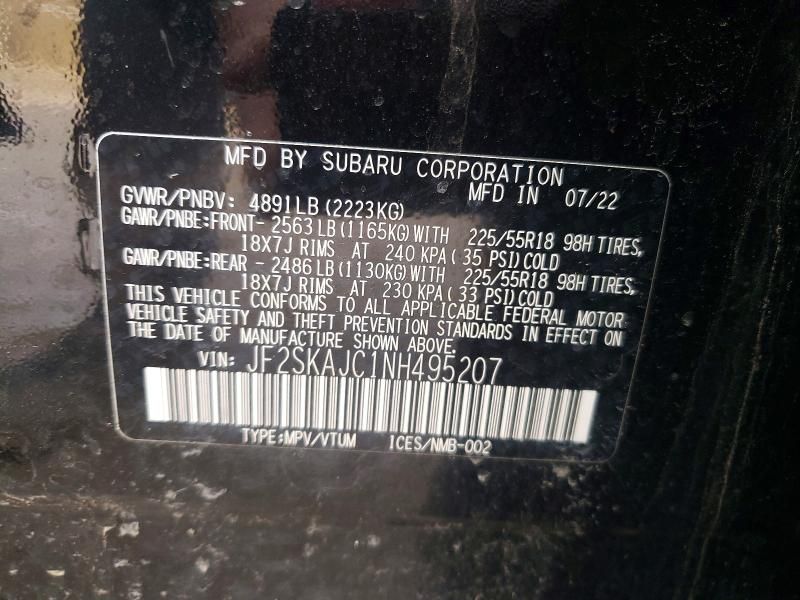 MFD BY SUBARU CORPORATION
MFD IN 07/22
GVWR/PNBV: 4891LB(2223KG)
GAWR/PNBE:FRONT- 2563LB(1165KG)WITH 225/55R18 98H TIRES,
18X7J RIMS AT 240 KPA( 35 PSI)COLD
GAWR/PNBE:REAR - 2486LB(1130KG)WITH 225/55R18 98H TIRES,
18X7J RIMS AT 230 KPA( 33 PSI)COLD
THIS VEHICLE CONFORMS TO ALL APPLICABLE FEDERAL MOTOR
VEHICLE SAFETY AND THEFT PREVENTION STANDARDS IN EFFECT ON
THE DATE OF MANUFACTURE SHOWN ABOVE.
VIN: JF2SKAJC1NH495207
TYPE:MPV/VTUM ICES/NMB-002